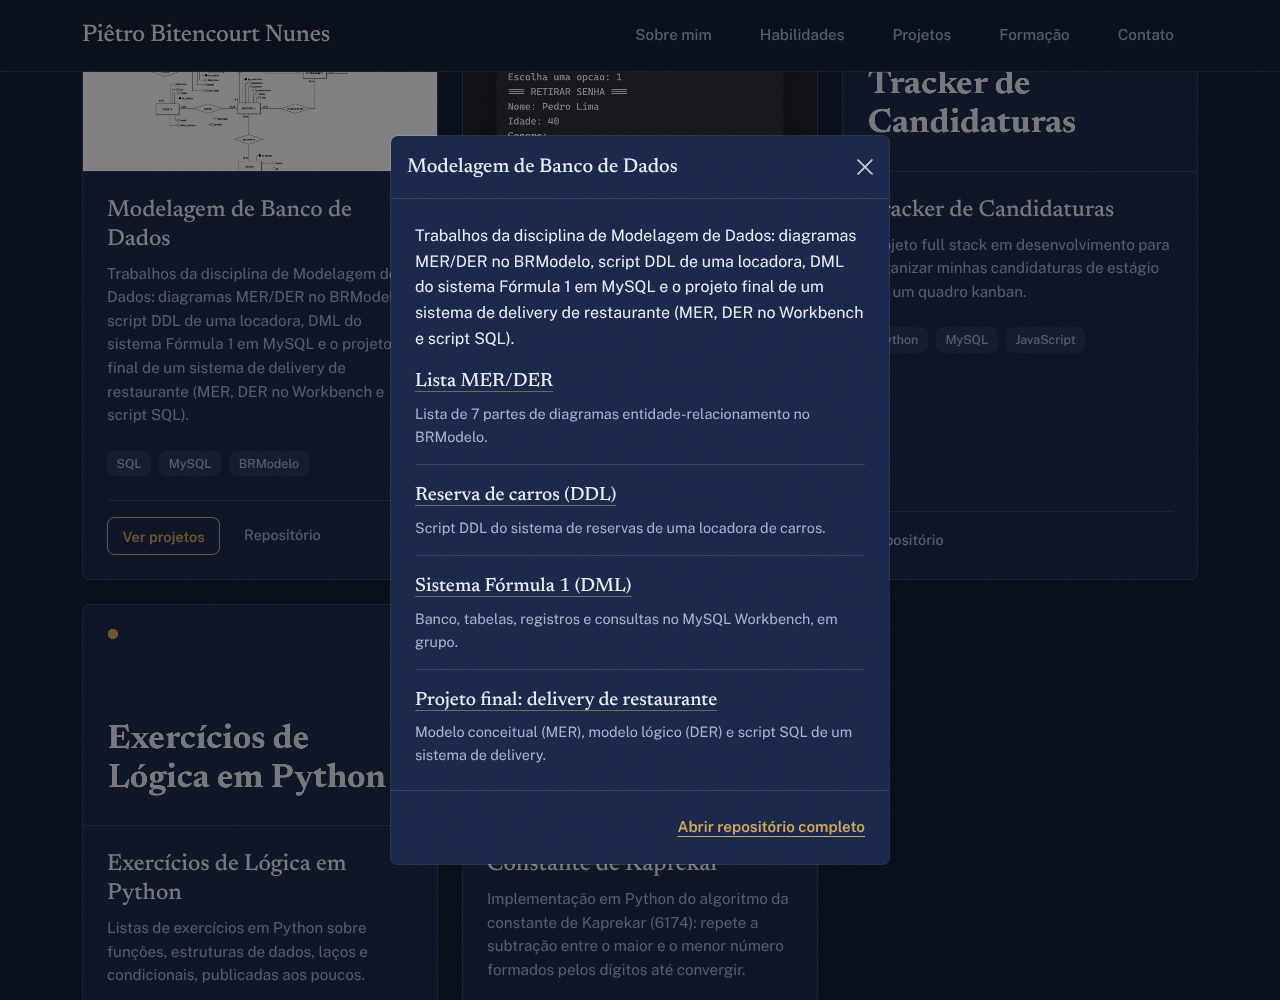 Piêtro Bitencourt Nunes
Sobre mim
Habilidades
Projetos
Formação
Contato
Escolha uma opcao: 1
=== RETIRAR SENHA ===
Nome: Pedro Lima
Idade: 40
Tracker de
Candidaturas
Modelagem de Banco de
Dados
Trabalhos da disciplina de Modelagem de
Dados: diagramas MER/DER no BRModelo,
script DDL de uma locadora, DML do
sistema Fórmula 1 em MySQL e o projeto
final de um sistema de delivery de
restaurante (MER, DER no Workbench e
script SQL).
SQL
MySQL
BRModelo
Ver projetos
Repositório
Modelagem de Banco de Dados
Trabalhos da disciplina de Modelagem de Dados: diagramas
MER/DER no BRModelo, script DDL de uma locadora, DML
do sistema Fórmula 1 em MySQL e o projeto final de um
sistema de delivery de restaurante (MER, DER no Workbench
e script SQL).
Lista MER/DER
Lista de 7 partes de diagramas entidade-relacionamento no
BRModelo.
Reserva de carros (DDL)
Script DDL do sistema de reservas de uma locadora de carros.
Sistema Fórmula 1 (DML)
Banco, tabelas, registros e consultas no MySQL Workbench, em
grupo.
Projeto final: delivery de restaurante
Modelo conceitual (MER), modelo lógico (DER) e script SQL de um
sistema de delivery.
Abrir repositório completo
racker de Candidaturas
jeto full stack em desenvolvimento para
anizar minhas candidaturas de estágio
um quadro kanban.
ython
MySQL
JavaScript
positório
Exercícios de
Lógica em Python
Exercícios de Lógica em
Python
Listas de exercícios em Python sobre
funções, estruturas de dados, laços e
condicionais, publicadas aos poucos.
Constante de Kaprekar
Implementação em Python do algoritmo da
constante de Kaprekar (6174): repete a
subtração entre o maior e o menor número
formados pelos dígitos até convergir.